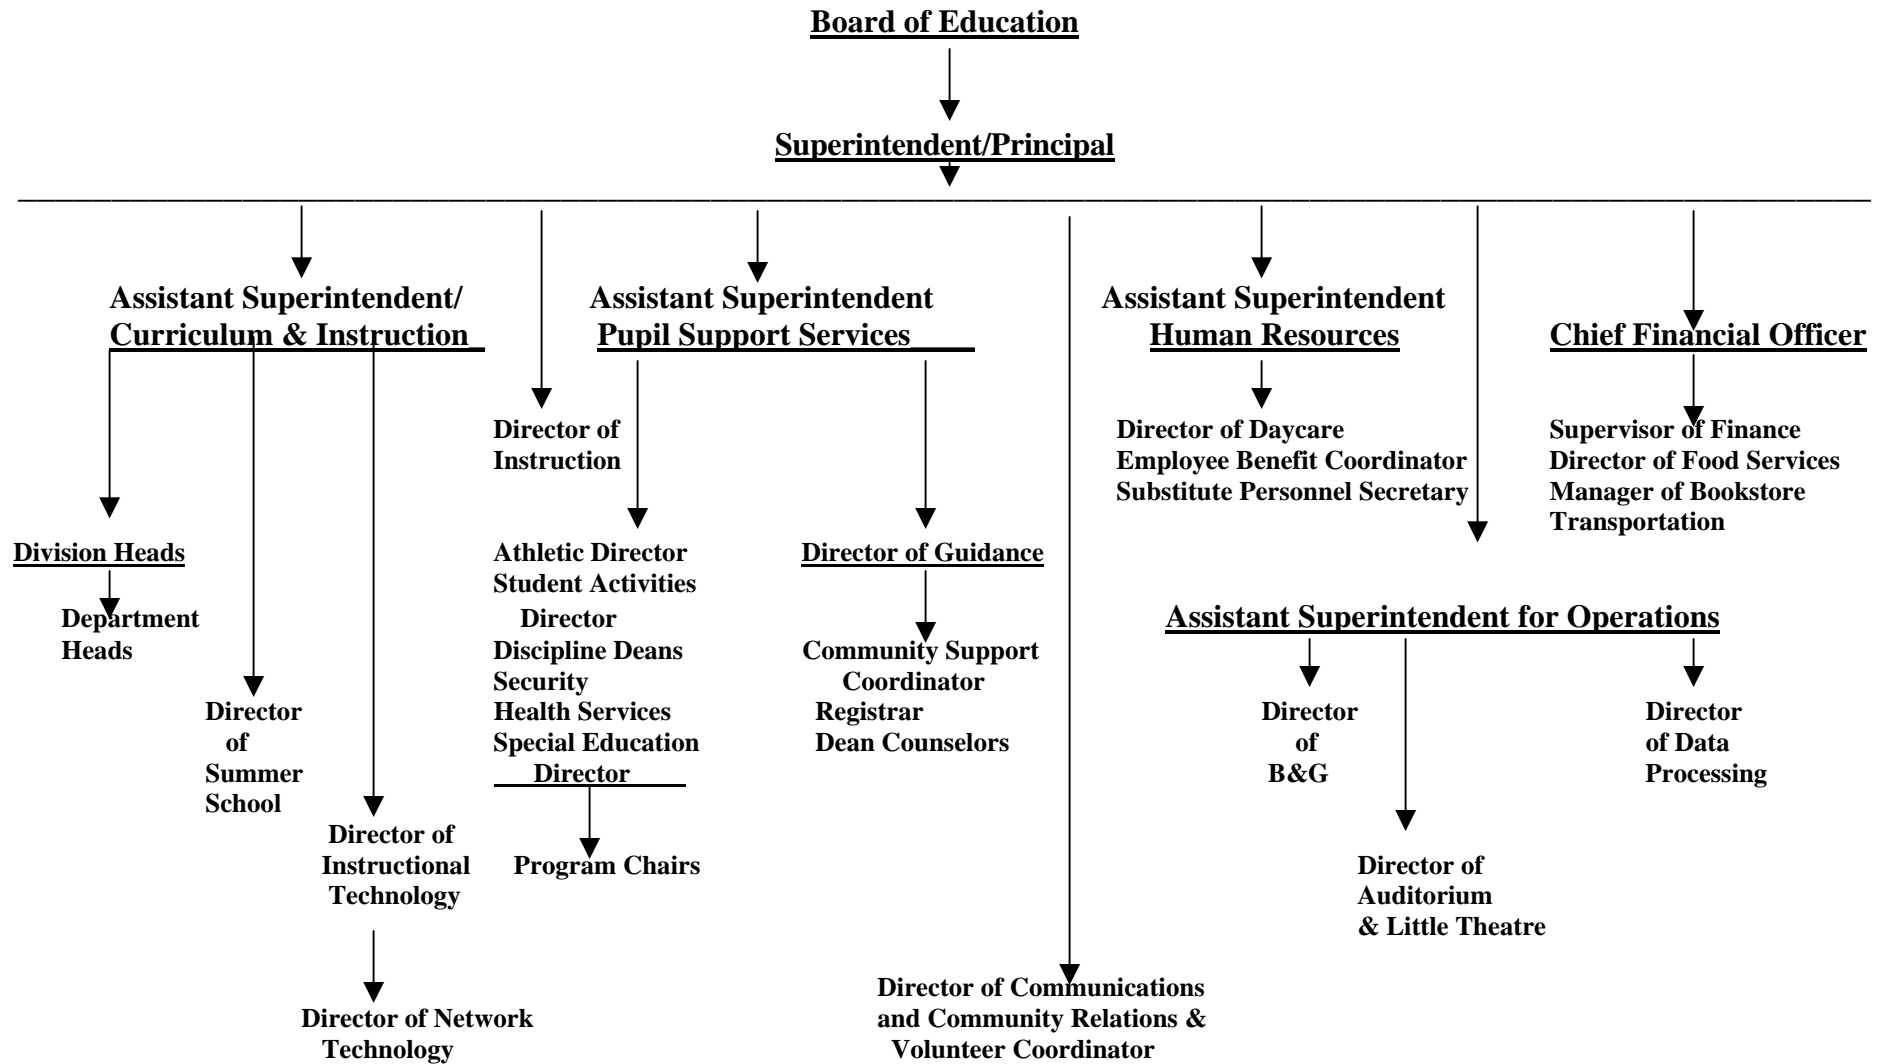 Board of Education
Superintendent/Principal
Assistant Superintendent/
Curriculum & Instruction
Assistant Superintendent
Pupil Support Services
Assistant Superintendent
Human Resources
Chief Financial Officer
Director of
Instruction
Director of Daycare
Employee Benefit Coordinator
Substitute Personnel Secretary
Supervisor of Finance
Director of Food Services
Manager of Bookstore
Transportation
Division Heads
Department
Heads
Director
of
Summer
School
Director of
Instructional
Technology
Director of Network
Technology
Athletic Director
Student Activities
Director
Discipline Deans
Security
Health Services
Special Education
Director
Program Chairs
Director of Guidance
Community Support
Coordinator
Registrar
Dean Counselors
Director of Communications
and Community Relations &
Volunteer Coordinator
Assistant Superintendent for Operations
Director
of
B&G
Director of
Auditorium
& Little Theatre
Director
of Data
Processing